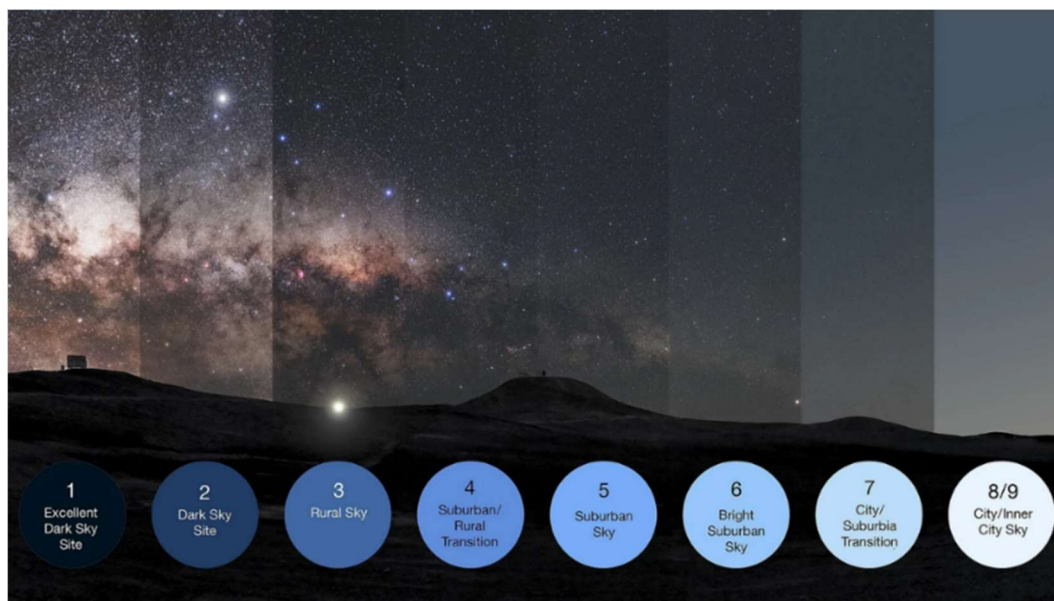 1
Excellent
Dark Sky
Site
2
Dark Sky
Site
3
Rural Sky
4
Suburban/
Rural
Transition
5
Suburban
Sky
6
Bright
Suburban
Sky
7
City/
Suburbia
Transition
8/9
City/Inner
City Sky